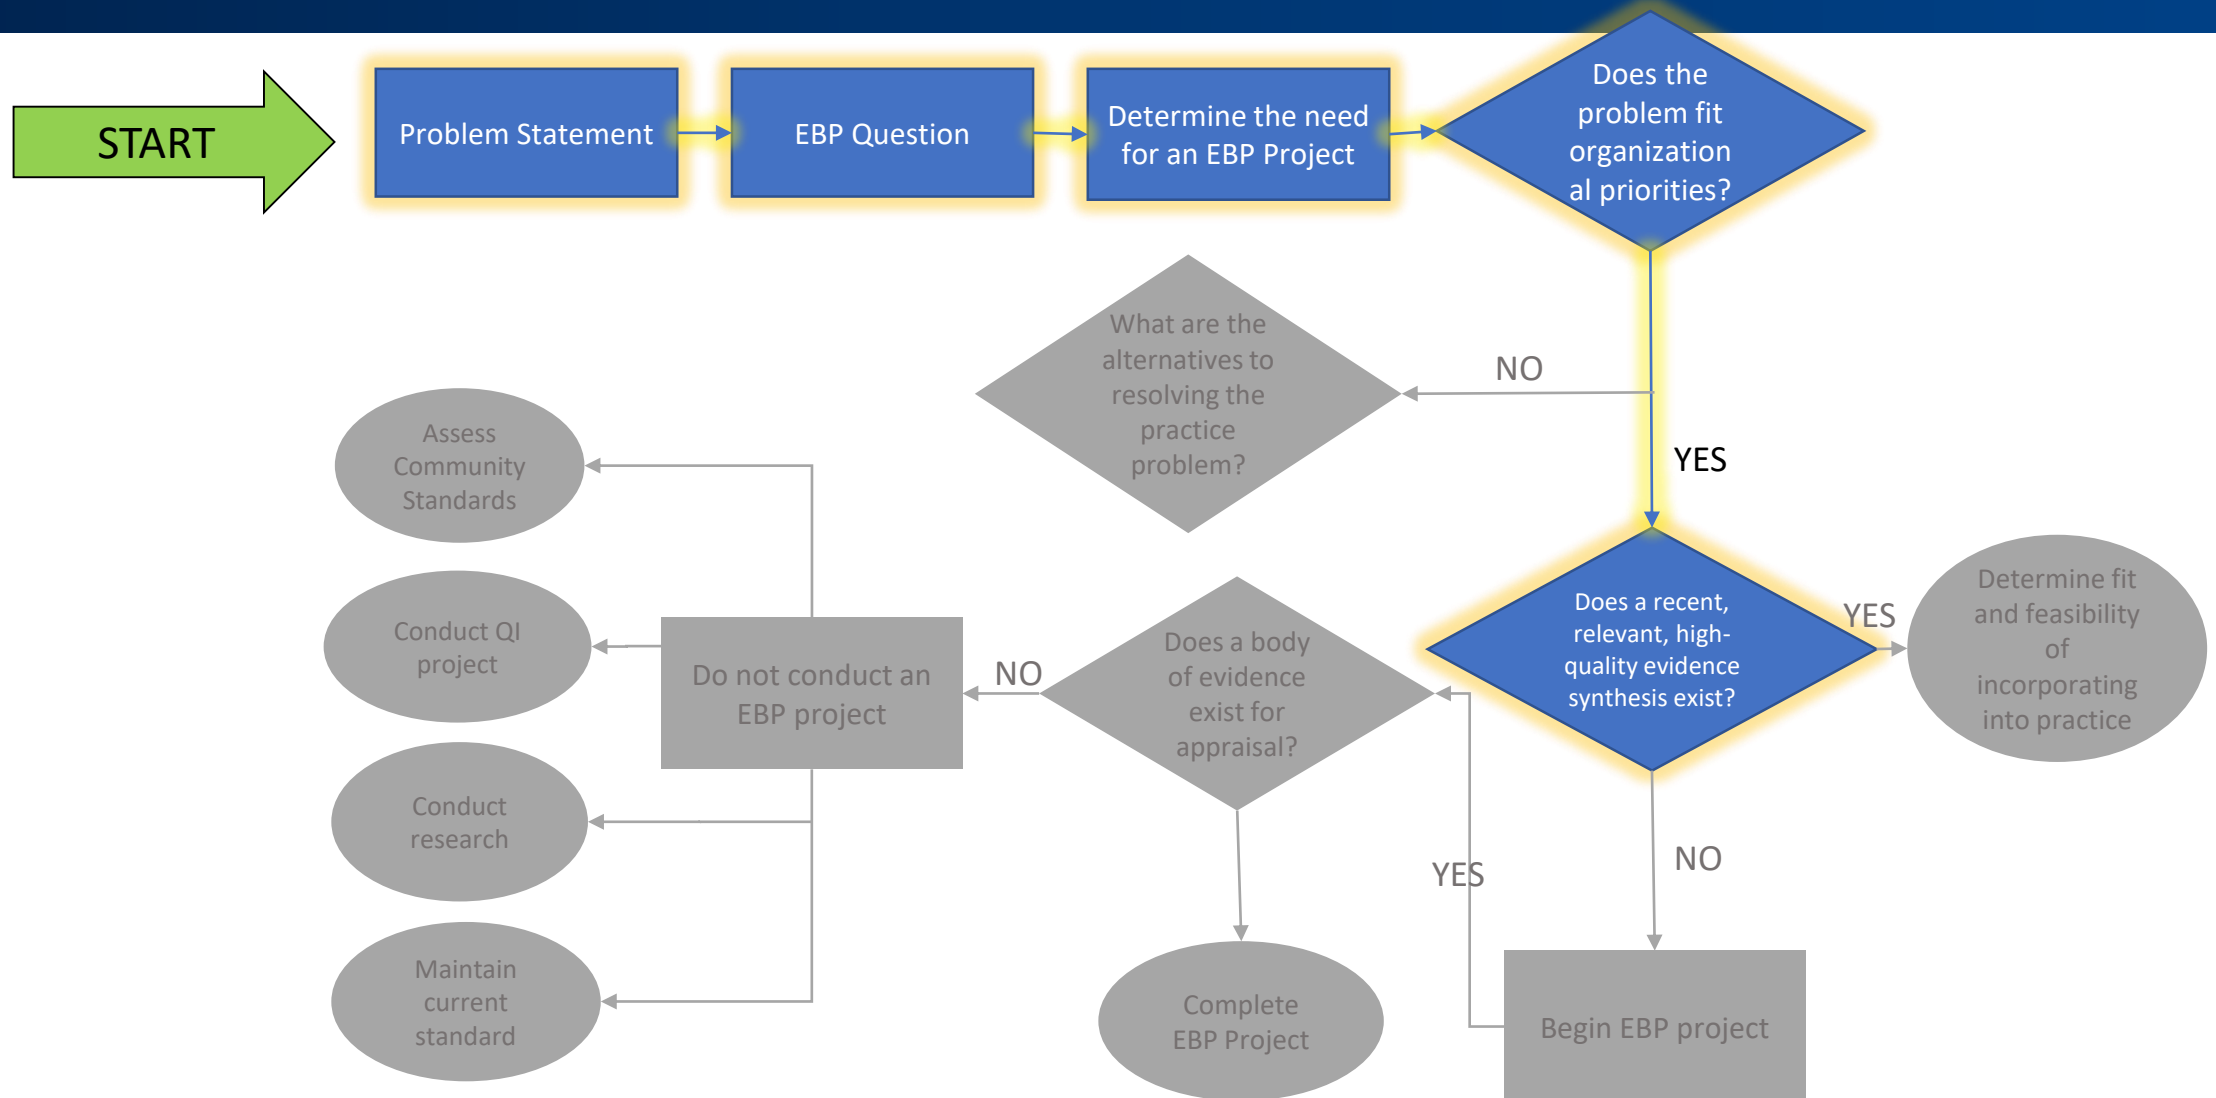 START
Problem Statement
EBP Question
Determine the need
for an EBP Project
Does the
problem fit
organization
al priorities?
What are the
alternatives to
resolving the
practice
problem?
NO
YES
Assess
Community
Standards
Conduct QI
project
Conduct
research
Maintain
current
standard
Do not conduct an
EBP project
NO
Does a body
of evidence
exist for
appraisal?
Does a recent,
relevant, high-
quality evidence
synthesis exist?
YES
Determine fit
and feasibility
of
incorporating
into practice
YES
NO
Complete
EBP Project
Begin EBP project